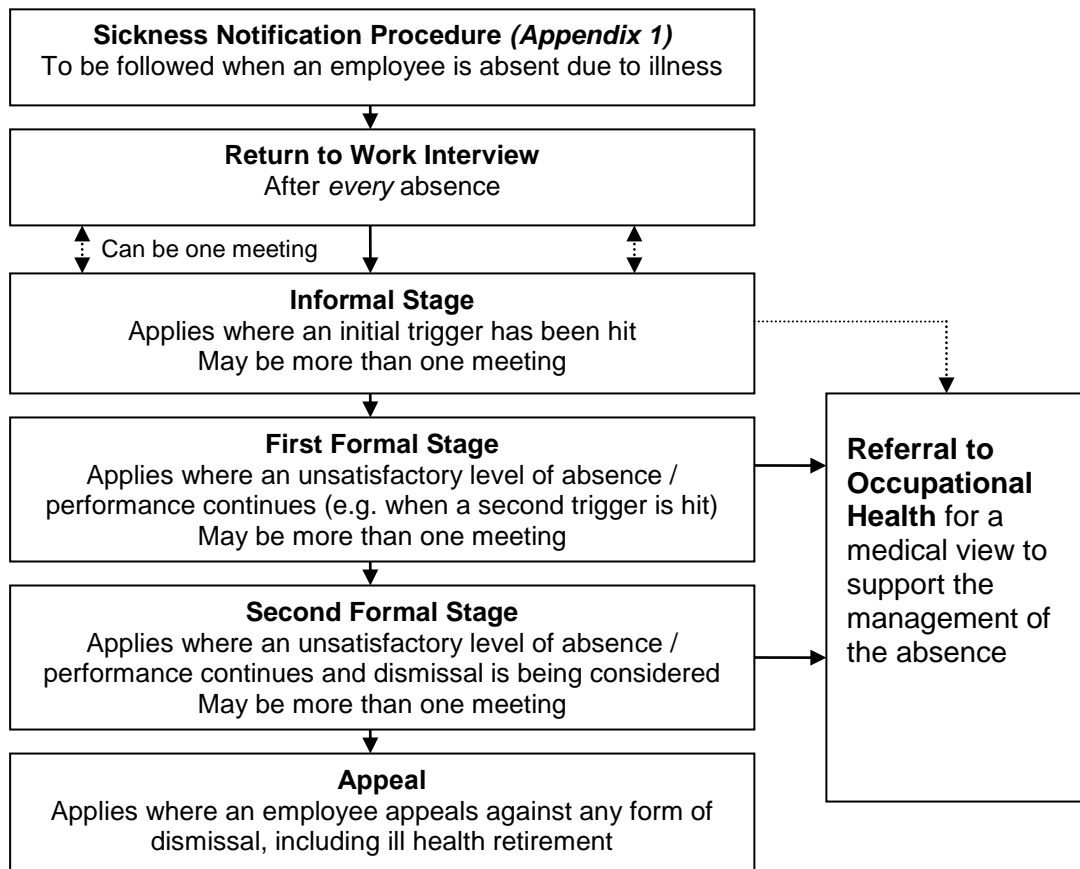 Sickness Notification Procedure (Appendix 1)
To be followed when an employee is absent due to illness
Return to Work Interview
After every absence
Can be one meeting
Informal Stage
Applies where an initial trigger has been hit
May be more than one meeting
First Formal Stage
Applies where an unsatisfactory level of absence /
performance continues (e.g. when a second trigger is hit)
May be more than one meeting
Second Formal Stage
Applies where an unsatisfactory level of absence /
performance continues and dismissal is being considered
May be more than one meeting
Appeal
Applies where an employee appeals against any form of
dismissal, including ill health retirement
Referral to
Occupational
Health for a
medical view to
support the
management of
the absence